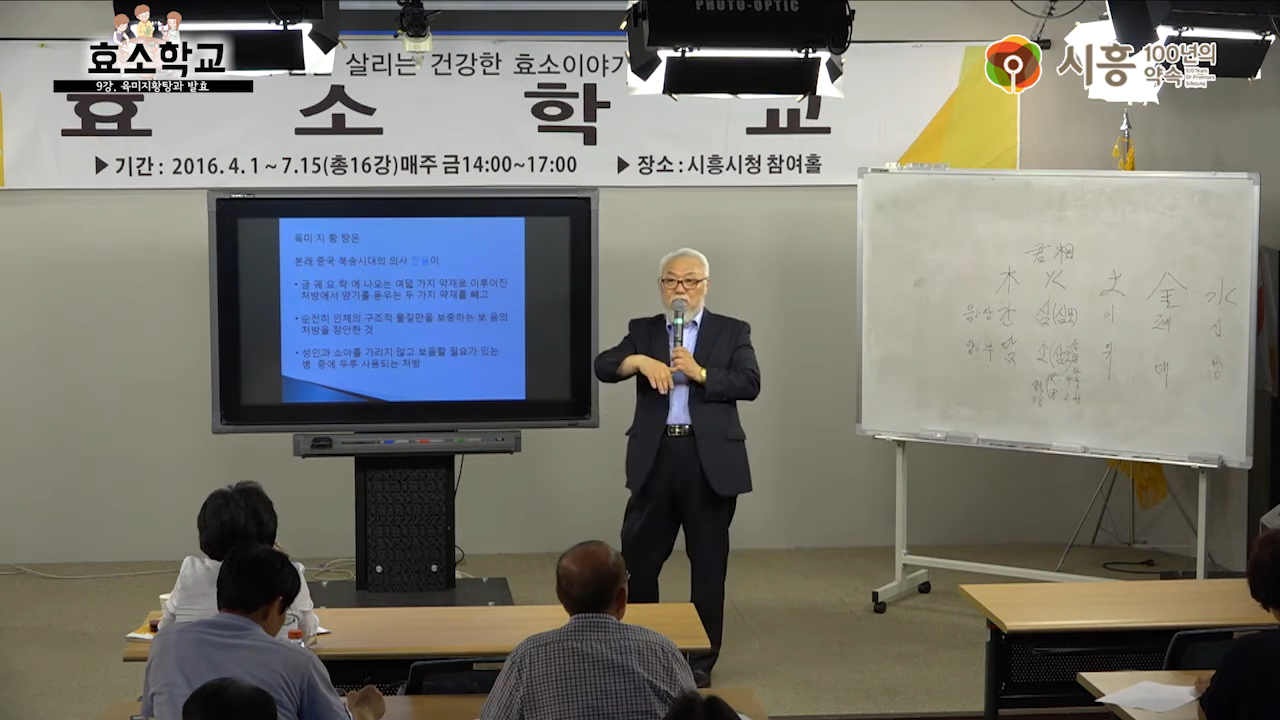 효소학교
9강. 육미지황탕과 발효
살리는 건강한 효소이야기
효 소 학 교
▶기간 : 2016. 4. 1 ~ 7.15(총16강)매주 금14:00~17:00 ▶장소 : 시흥시청 참여홀
PHOTO-OPTIC
시흥 100년의 약속
육미 지 황 탕은
본래 중국 북송시대의 의사 전을이
• 금 궤 요 략 에 나오는 여덟 가지 약재로 이루어진
처방에서 양기를 돋우는 두 가지 약재를 빼고
• 순전히 인체의 구조적 물질만을 보충하는 보 음의
처방을 창안한 것
• 성인과 소아를 가리지 않고 보음할 필요가 있는
병 중에 두루 사용되는 처방
君 相
木 火 土 金 水